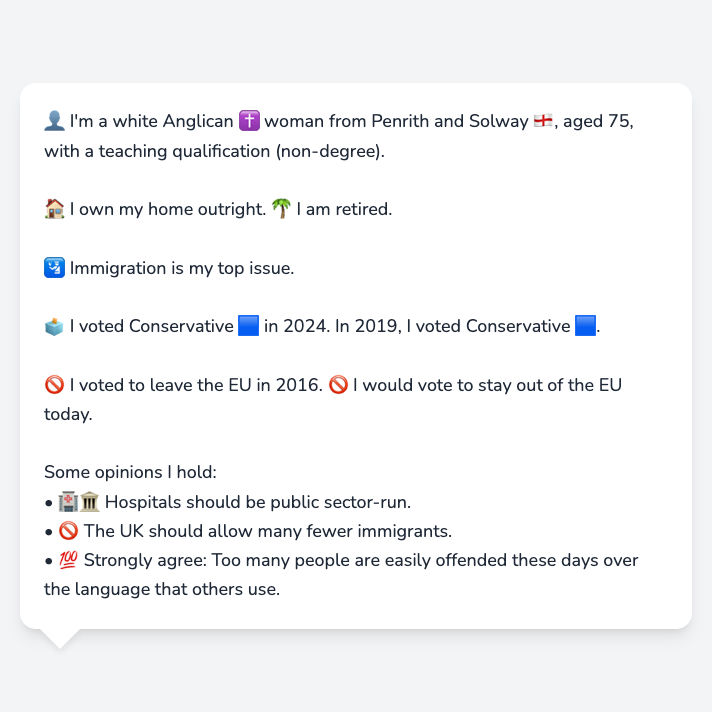 👤 I'm a white Anglican ✝️ woman from Penrith and Solway 🏴󠁧󠁢󠁥󠁮󠁧󠁿, aged 75,
with a teaching qualification (non-degree).
🏠 I own my home outright. 🌴 I am retired.
🛂 Immigration is my top issue.
🗳️ I voted Conservative 🟦 in 2024. In 2019, I voted Conservative 🟦.
🚫 I voted to leave the EU in 2016. 🚫 I would vote to stay out of the EU
today.
Some opinions I hold:
• 🏥🏛️ Hospitals should be public sector-run.
• 🚫 The UK should allow many fewer immigrants.
• 💯 Strongly agree: Too many people are easily offended these days over
the language that others use.